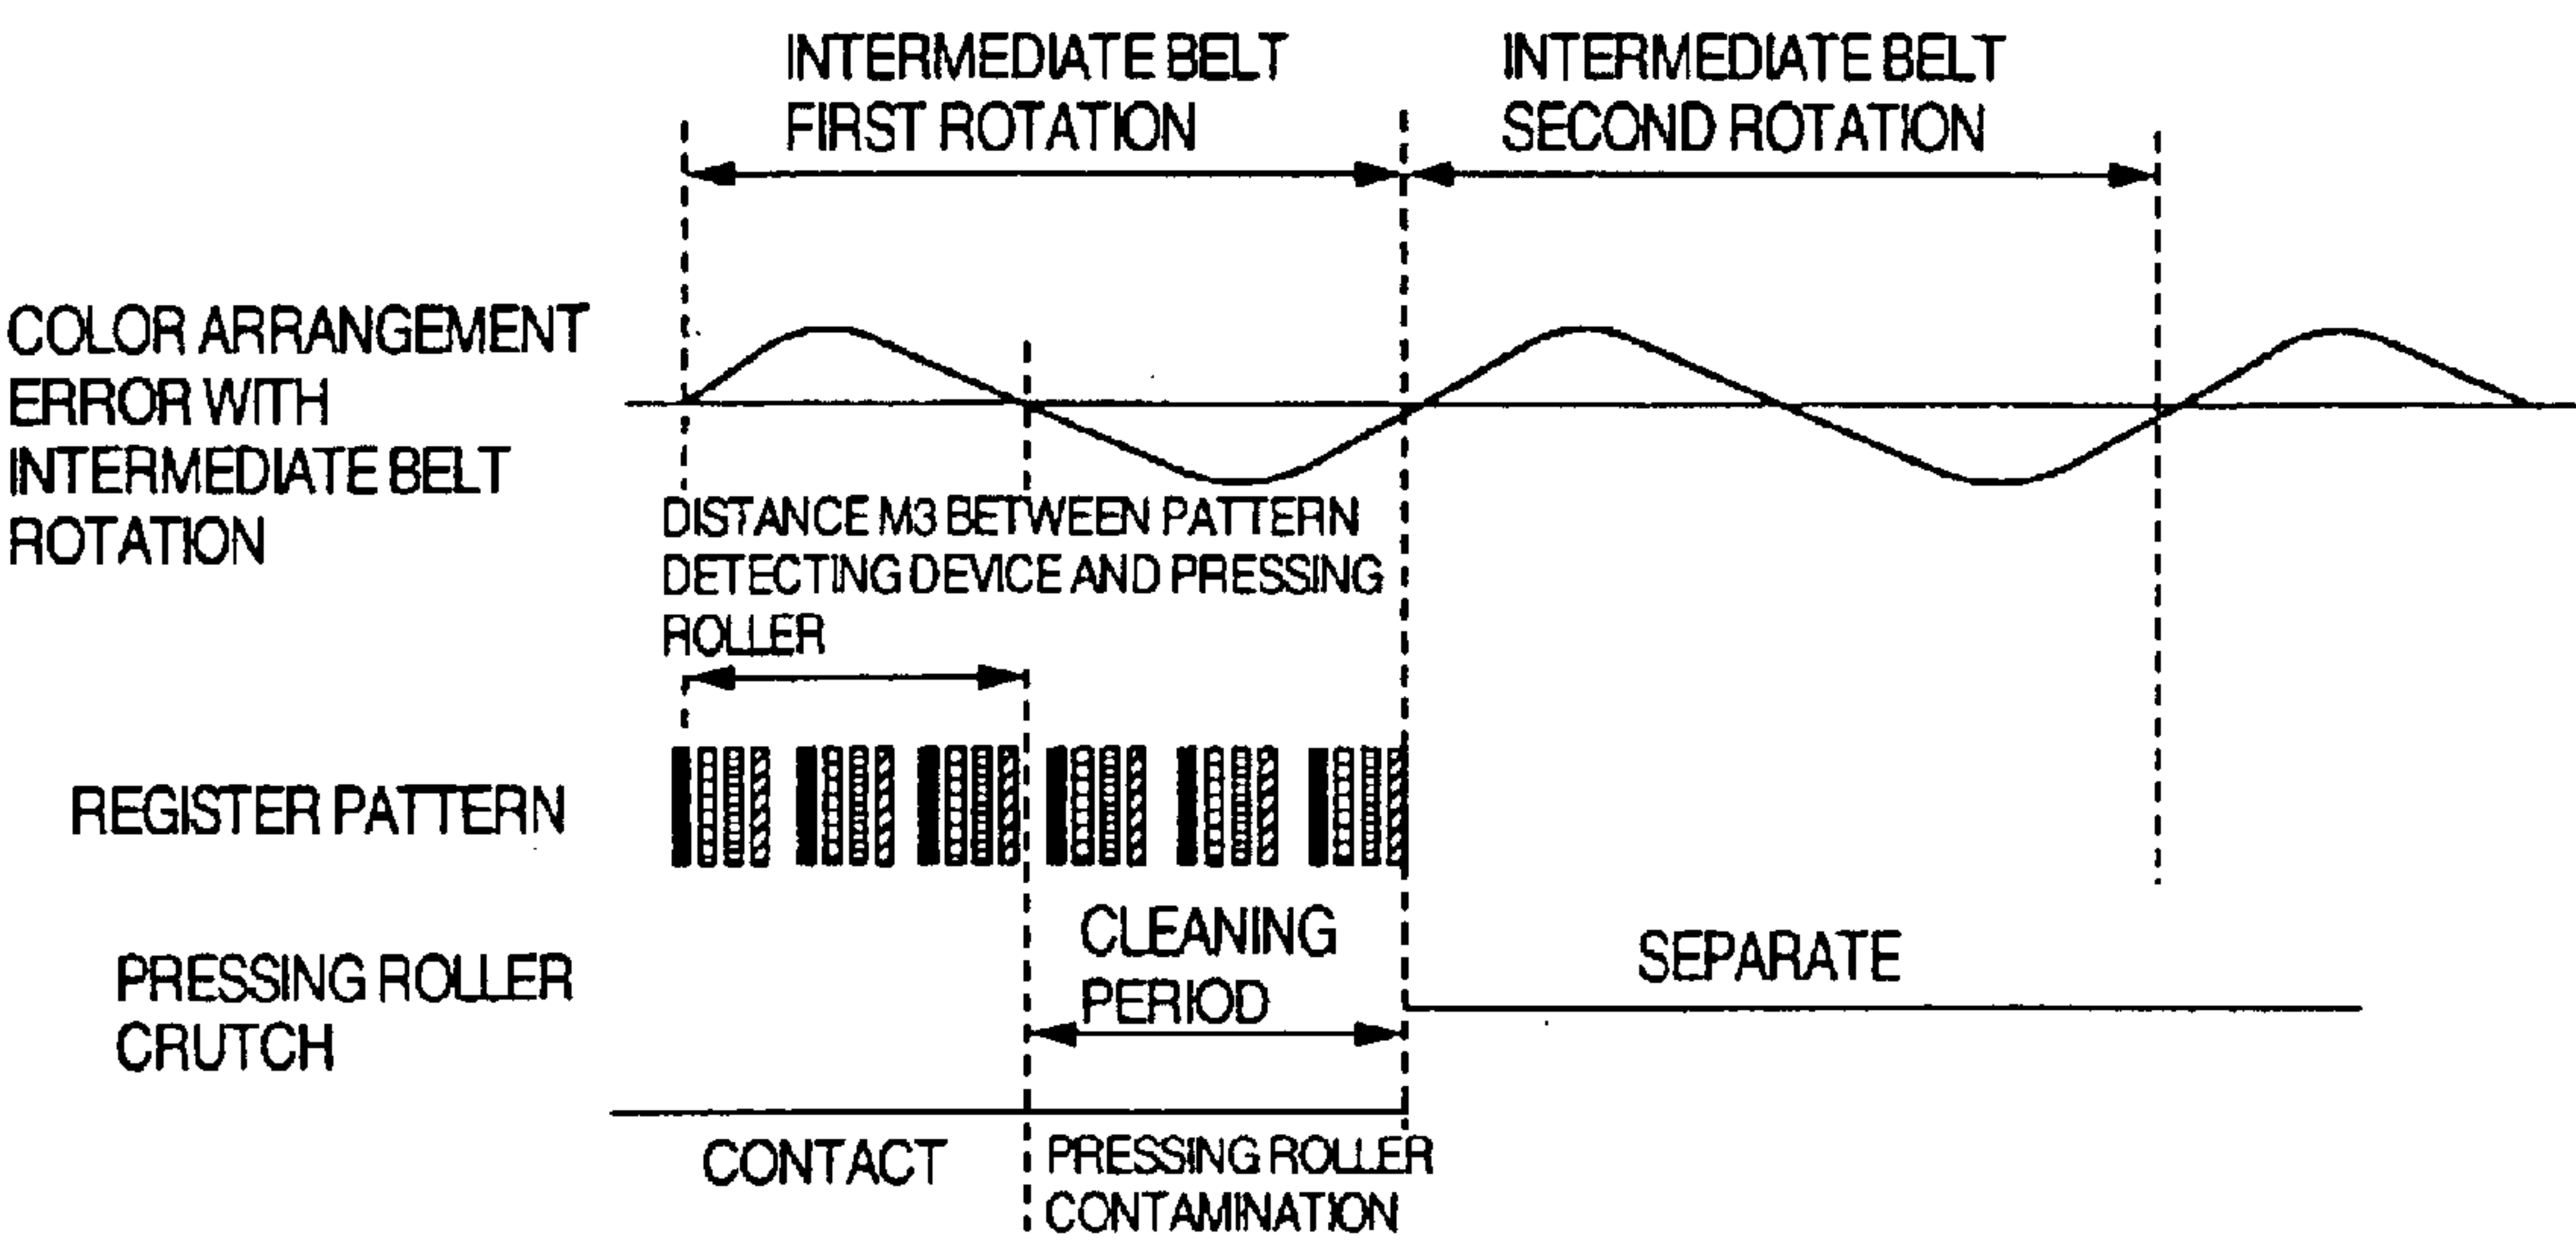 INTERMEDIATE BELT
FIRST ROTATION
INTERMEDIATE BELT
SECOND ROTATION
COLOR ARRANGEMENT
ERROR WITH
INTERMEDIATE BELT
ROTATION
DISTANCE M3 BETWEEN PATTERN
DETECTING DEVICE AND PRESSING
ROLLER
REGISTER PATTERN
CLEANING
PERIOD
SEPARATE
PRESSING ROLLER
CRUTCH
CONTACT
PRESSING ROLLER
CONTAMINATION